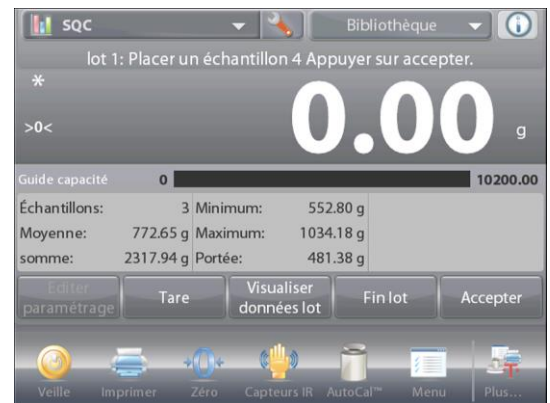 SQC
Bibliothèque
lot 1: Placer un échantillon 4 Appuyer sur accepter.
*
>0<
0.00 g
Guide capacité 0 10200.00
Échantillons: 3 Minimum: 552.80 g
Moyenne: 772.65 g Maximum: 1034.18 g
somme: 2317.94 g Portée: 481.38 g
Editer paramétrage
Tare
Visualiser données lot
Fin lot
Accepter
Veille
Imprimer
Zéro
Capteurs IR
AutoCal™
Menu
Plus...